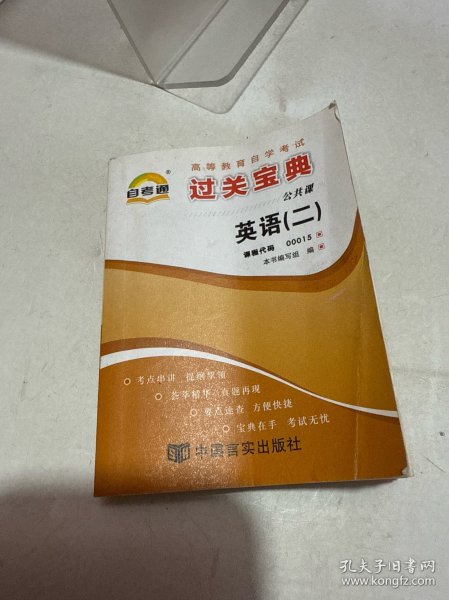 高等教育自学考试
自考通®
过关宝典
公共课
英语(二)
课程代码 00015
本书编写组 编
考点串讲 提纲挈领
荟萃精华 真题再现
要点速查 方便快捷
宝典在手 考试无忧
中国言实出版社
孔夫子旧书网
www.kongfz.com